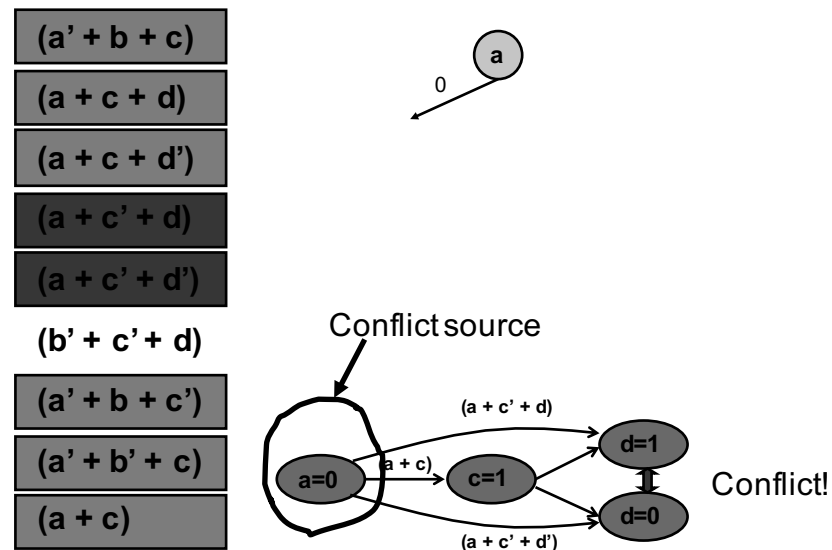 (a’ + b + c)
(a + c + d)
(a + c + d’)
(a + c’ + d)
(a + c’ + d’)
(b’ + c’ + d)
(a’ + b + c’)
(a’ + b’ + c)
(a + c)
a
0
Conflict source
(a + c’ + d)
a=0
(a + c)
c=1
d=1
d=0
(a + c’ + d’)
Conflict!